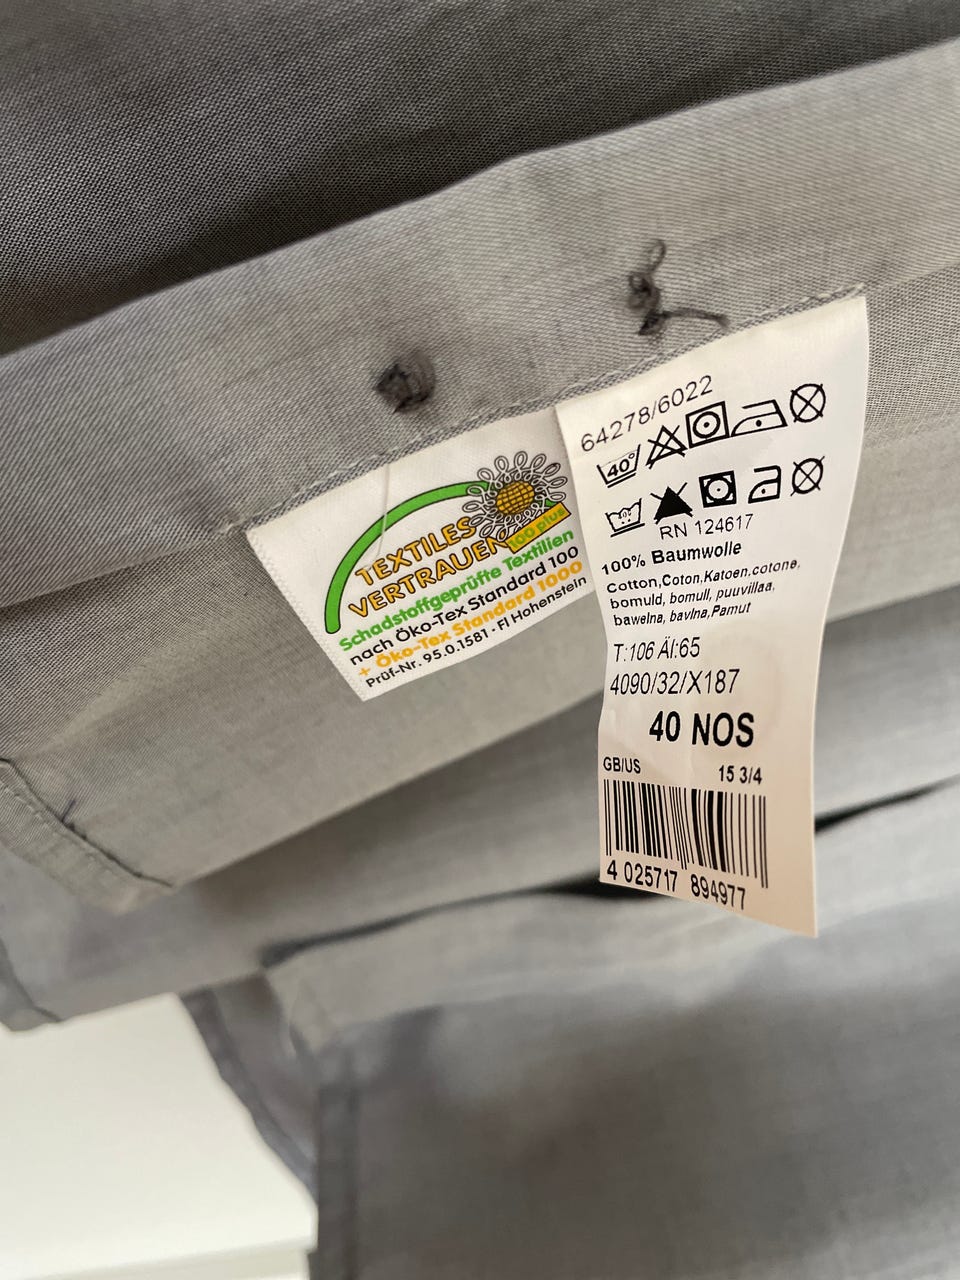 TEXTILES
VERTRAUEN
100 plus
Schadstoffgeprüfte Textilien
nach Öko-Tex Standard 100
+ Öko-Tex Standard 1000
Prüf-Nr. 95.0.1581 - FI Hohenstein
64278/6022
40°
RN 124617
100% Baumwolle
Cotton,Coton,Katoen,cotone,
bomuld, bomull, puuvillaa,
bawelna, bavlna,Pamut
T:106 Äl:65
4090/32/X187
40 NOS
GB/US 15 3/4
4 025717 894977